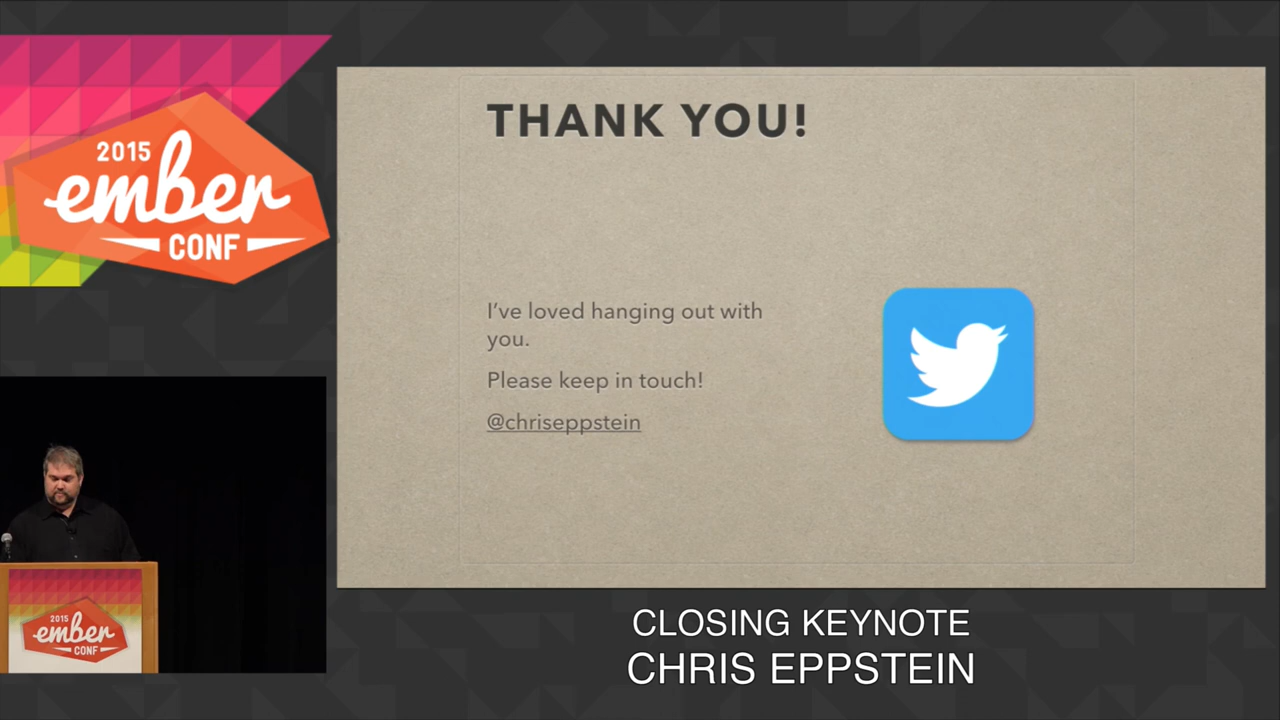 2015
ember
CONF
THANK YOU!
I've loved hanging out with
you.
Please keep in touch!
@chriseppstein
2015
ember
CONF
CLOSING KEYNOTE
CHRIS EPPSTEIN